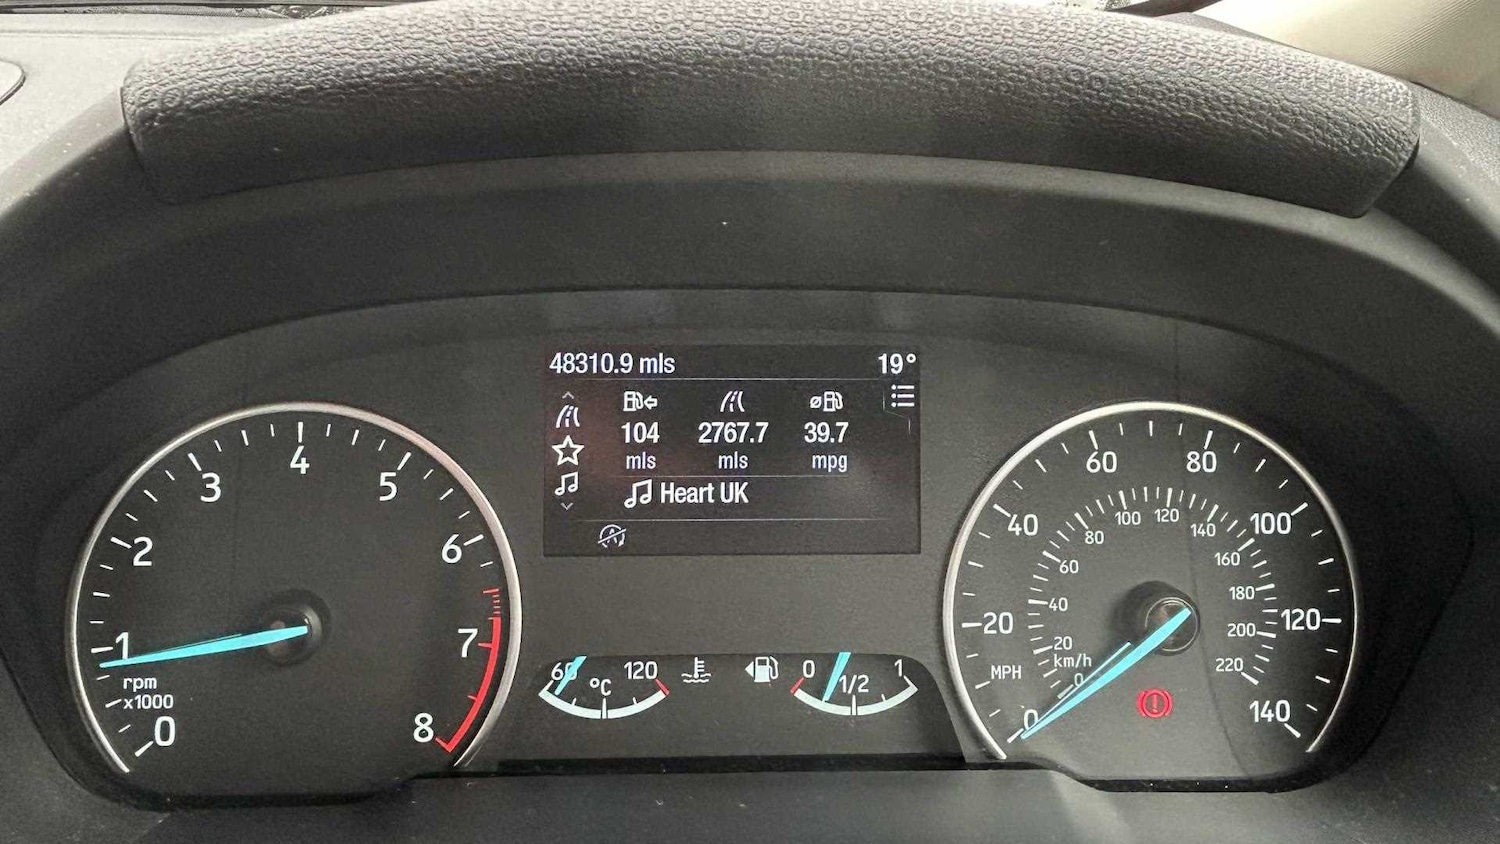 48310.9 mls 19°
104 2767.7 39.7
mls mls mpg
Heart UK
A
0 1 2 3 4 5 6 7 8
rpm
x1000
60 120
°C
0 1/2 1
0 20 40 60 80 100 120 140
MPH
0 20 40 60 80 100 120 140 160 180 200 220
km/h
!